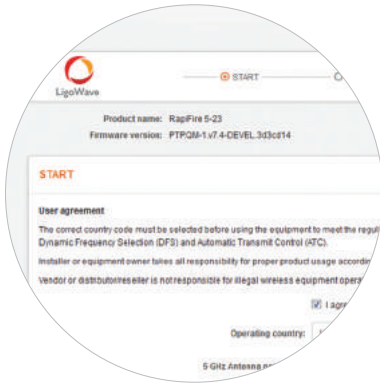 LigoWave
START
Product name: RapiFire 5-23
Firmware version: PTPQM-1.v7.4-DEVEL.3d3cd14
START
User agreement
The correct country code must be selected before using the equipment to meet the
Dynamic Frequency Selection (DFS) and Automatic Transmit Control (ATC).
Installer or equipment owner takes all responsibility for proper product usage
Vendor or distributor/reseller is not responsible for illegal wireless equipment
I
Operating country:
5 GHz Antenna